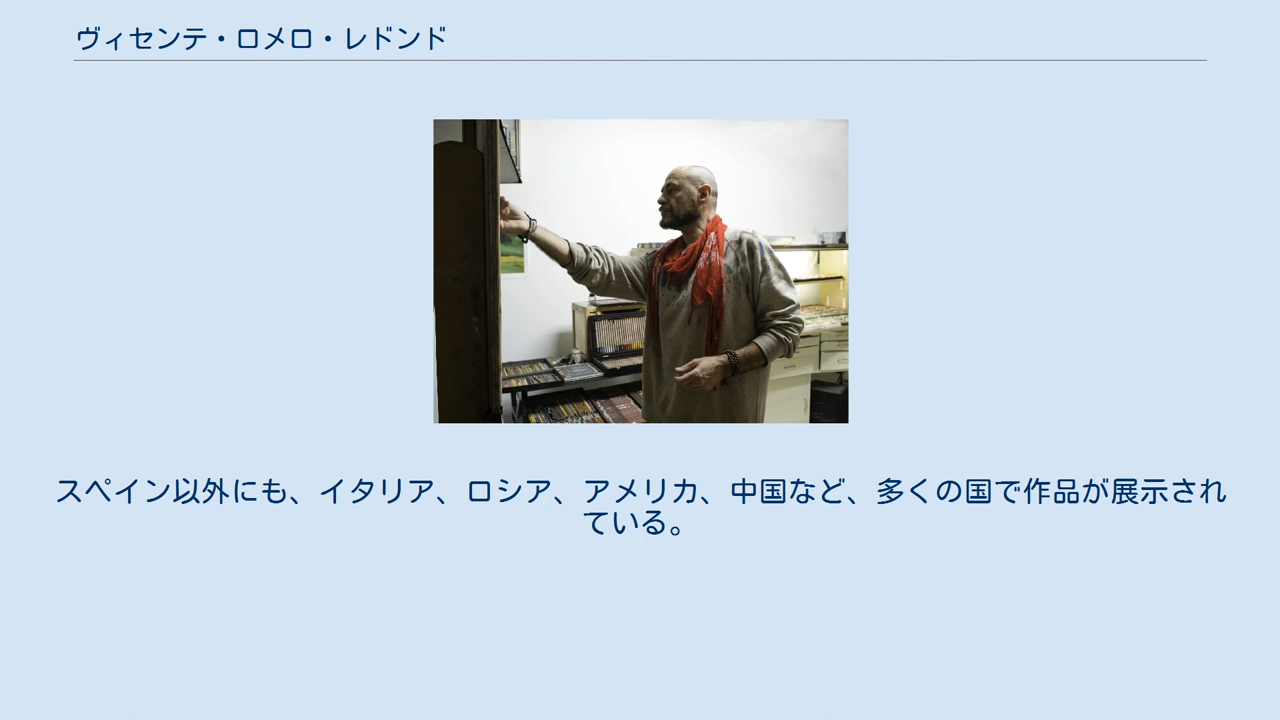 ヴィセンテ・ロメロ・レドンド
スペイン以外にも、イタリア、ロシア、アメリカ、中国など、多くの国で作品が展示され
ている。